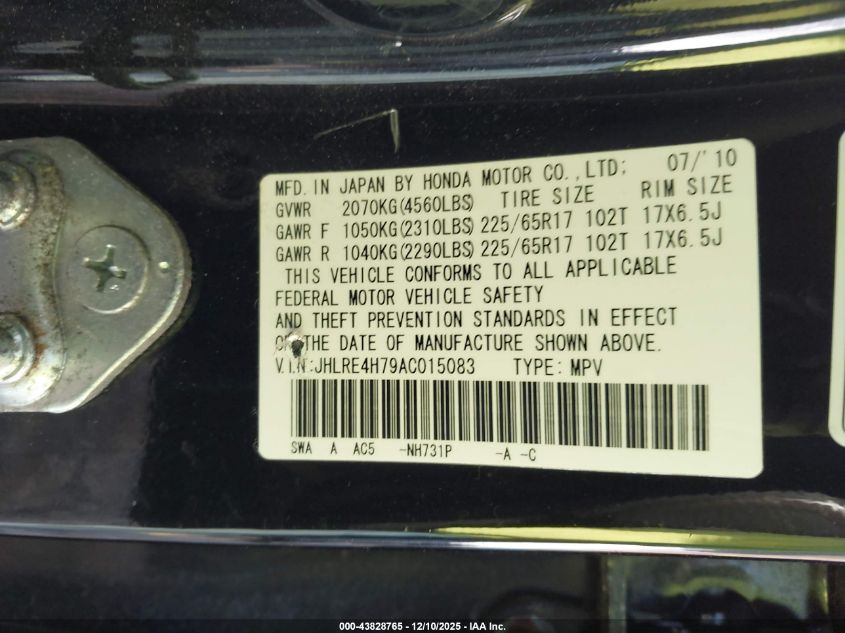 MFD. IN JAPAN BY HONDA MOTOR CO.,LTD; 07/'10
GVWR 2070KG(4560LBS) TIRE SIZE RIM SIZE
GAWR F 1050KG(2310LBS) 225/65R17 102T 17X6.5J
GAWR R 1040KG(2290LBS) 225/65R17 102T 17X6.5J
THIS VEHICLE CONFORMS TO ALL APPLICABLE
FEDERAL MOTOR VEHICLE SAFETY
AND THEFT PREVENTION STANDARDS IN EFFECT
THE DATE OF MANUFACTURE SHOWN ABOVE.
V.I.N:JHLRE4H79AC015083 TYPE: MPV
SWA A AC5 -NH731P -A -C
000-43828765 - 12/10/2025 - IAA Inc.